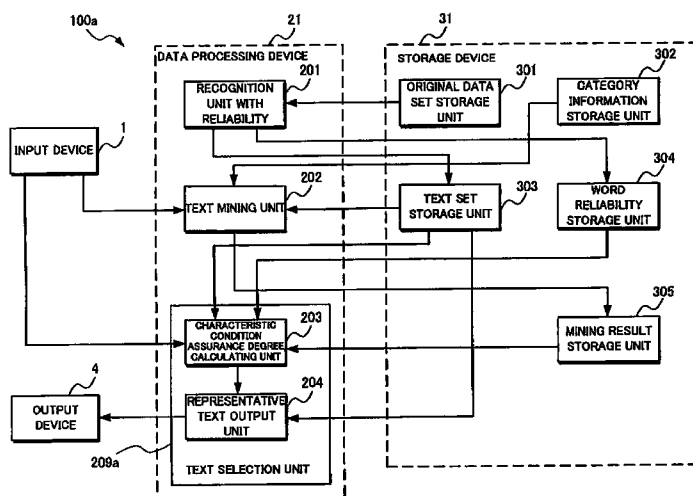 100a
21
31
DATA PROCESSING DEVICE
STORAGE DEVICE
201
301
302
RECOGNITION
UNIT WITH
RELIABILITY
ORIGINAL DATA
SET STORAGE
UNIT
CATEGORY
INFORMATION
STORAGE UNIT
1
INPUT DEVICE
202
303
304
TEXT MINING UNIT
TEXT SET
STORAGE UNIT
WORD
RELIABILITY
STORAGE UNIT
203
305
CHARACTERISTIC
CONDITION
ASSURANCE DEGREE
CALCULATING UNIT
MINING RESULT
STORAGE UNIT
4
204
OUTPUT
DEVICE
REPRESENTATIVE
TEXT OUTPUT
UNIT
209a
TEXT SELECTION UNIT